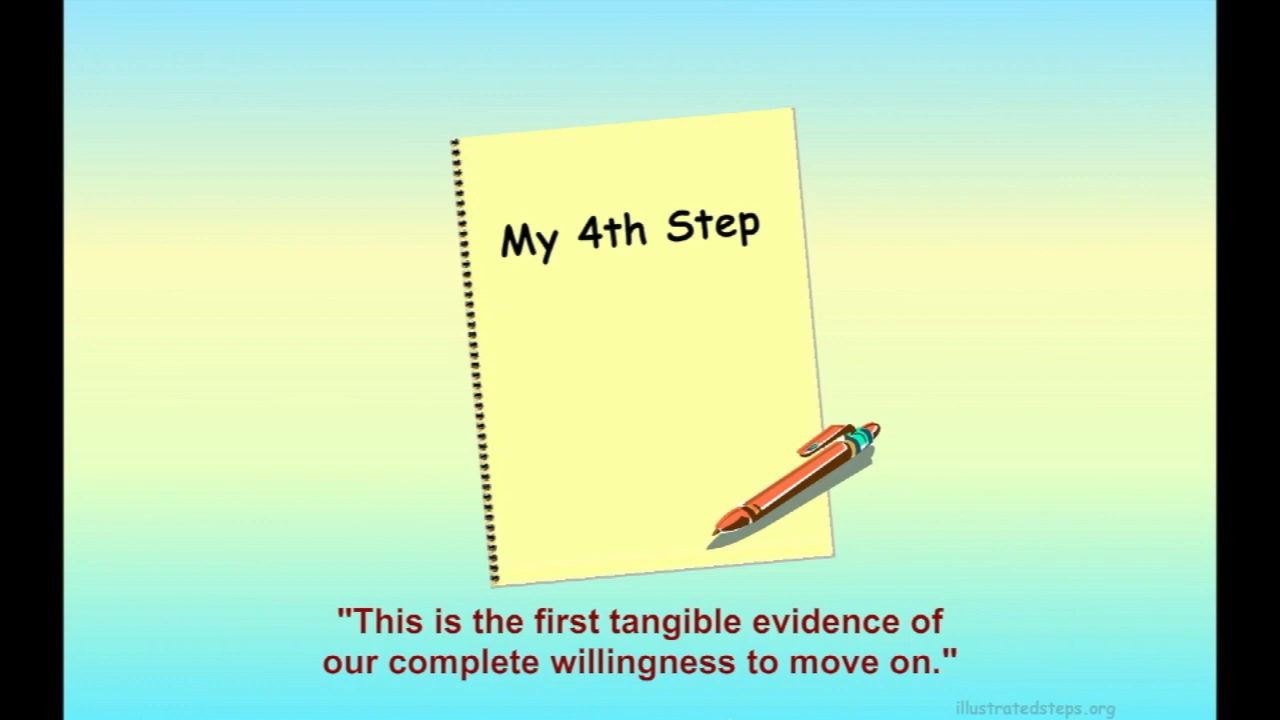 My 4th Step
"This is the first tangible evidence of
our complete willingness to move on."
illustratedsteps.org